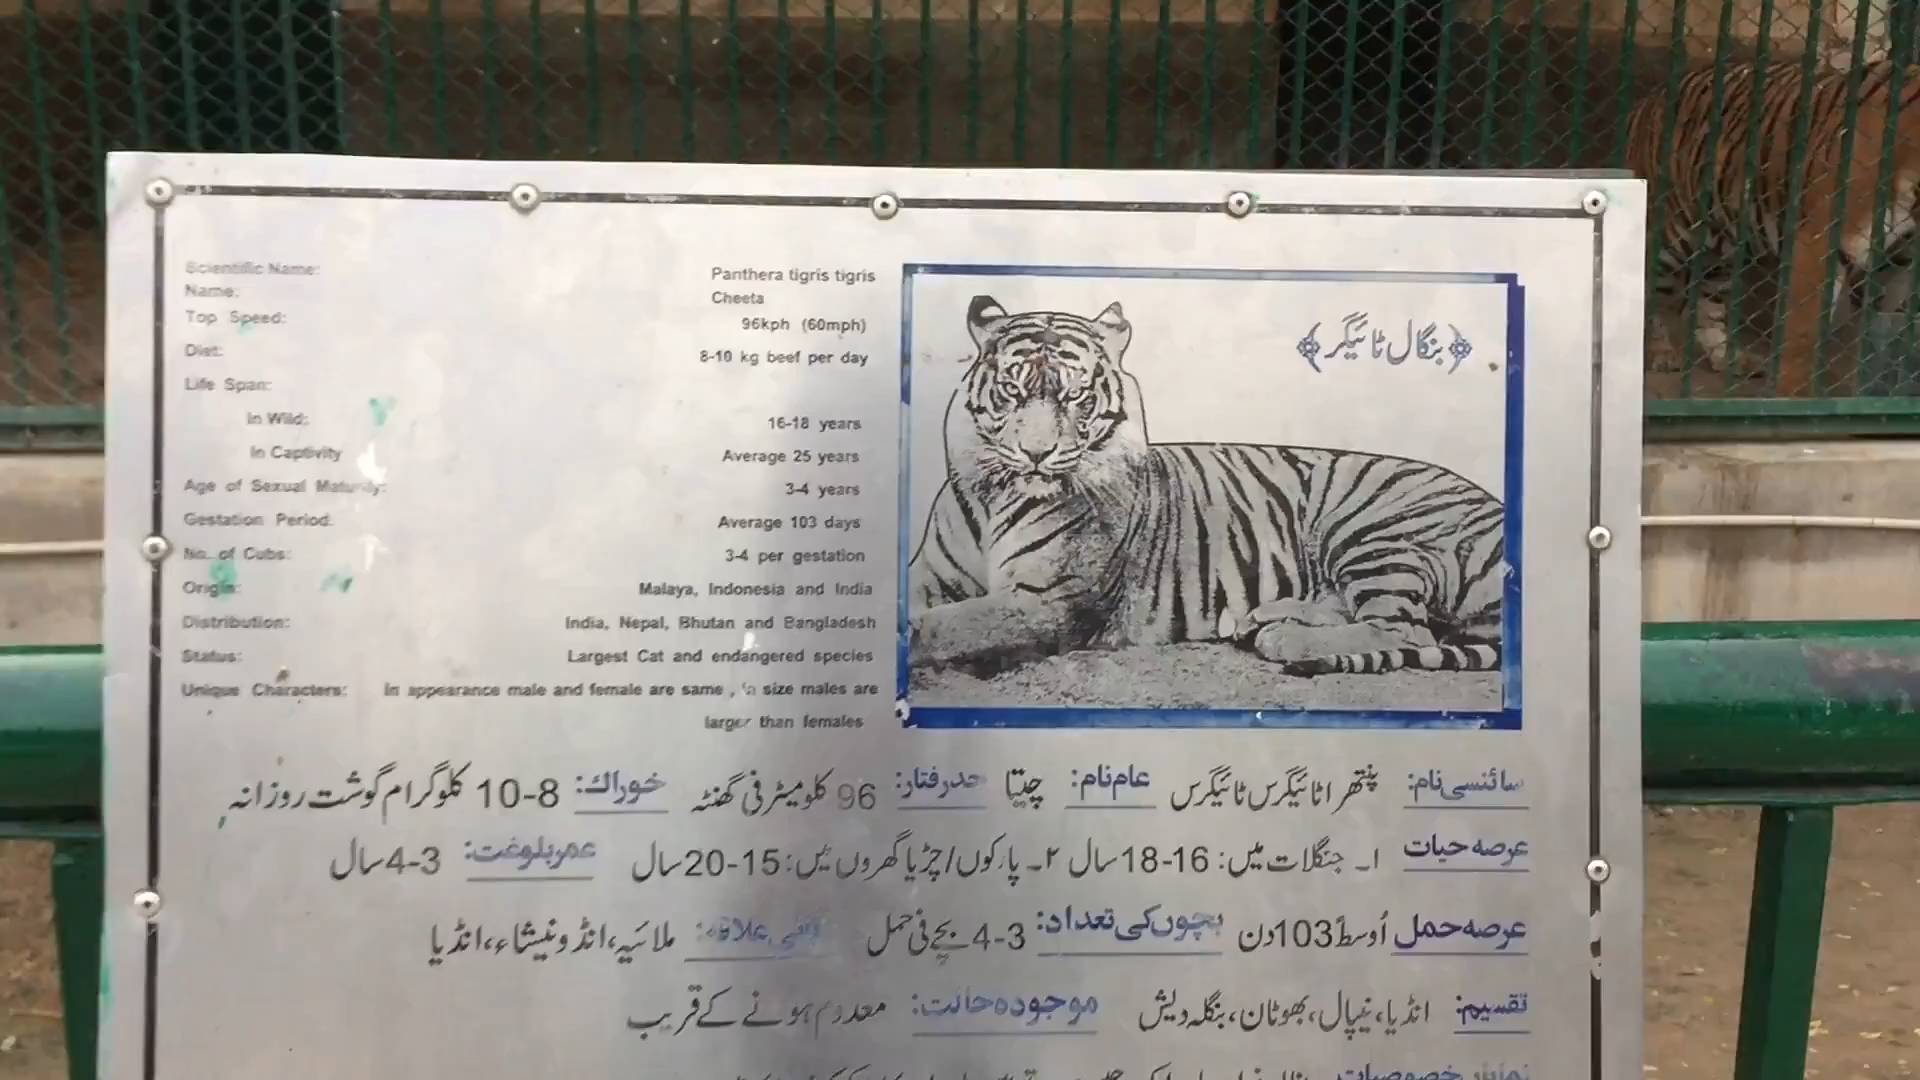 Scientific Name: Panthera tigris tigris
Name: Cheeta
Top Speed: 96kph (60mph)
Diet: 8-10 kg beef per day
Life Span:
In Wild: 16-18 years
In Captivity Average 25 years
Age of Sexual Maturity: 3-4 years
Gestation Period: Average 103 days
No. of Cubs: 3-4 per gestation
Origin: Malaya, Indonesia and India
Distribution: India, Nepal, Bhutan and Bangladesh
Status: Largest Cat and endangered species
Unique Characters: In appearance male and female are same , in size males are
larger than females
﴿بنگال ٹائیگر﴾
سائنسی نام: پنتھرا ٹائیگرس ٹائیگرس عام نام: چیتا حدرفتار: 96 کلومیٹر فی گھنٹہ خوراك: 8-10 کلوگرام گوشت روزانہ
عرصہ حیات ۱۔ جنگلات میں: 16-18 سال ۲۔ پارکوں/چڑیا گھروں میں: 15-20 سال عمر بلوغت: 3-4 سال
عرصہ حمل اُوسطاً 103 دن بچوں کی تعداد: 3-4 بچے فی حمل علاقہ: ملائیہ، انڈونیشاء، انڈیا
تقسیم: انڈیا، نیپال، بھوٹان، بنگلہ دیش موجودہ حالت: معدوم ہونے کے قریب